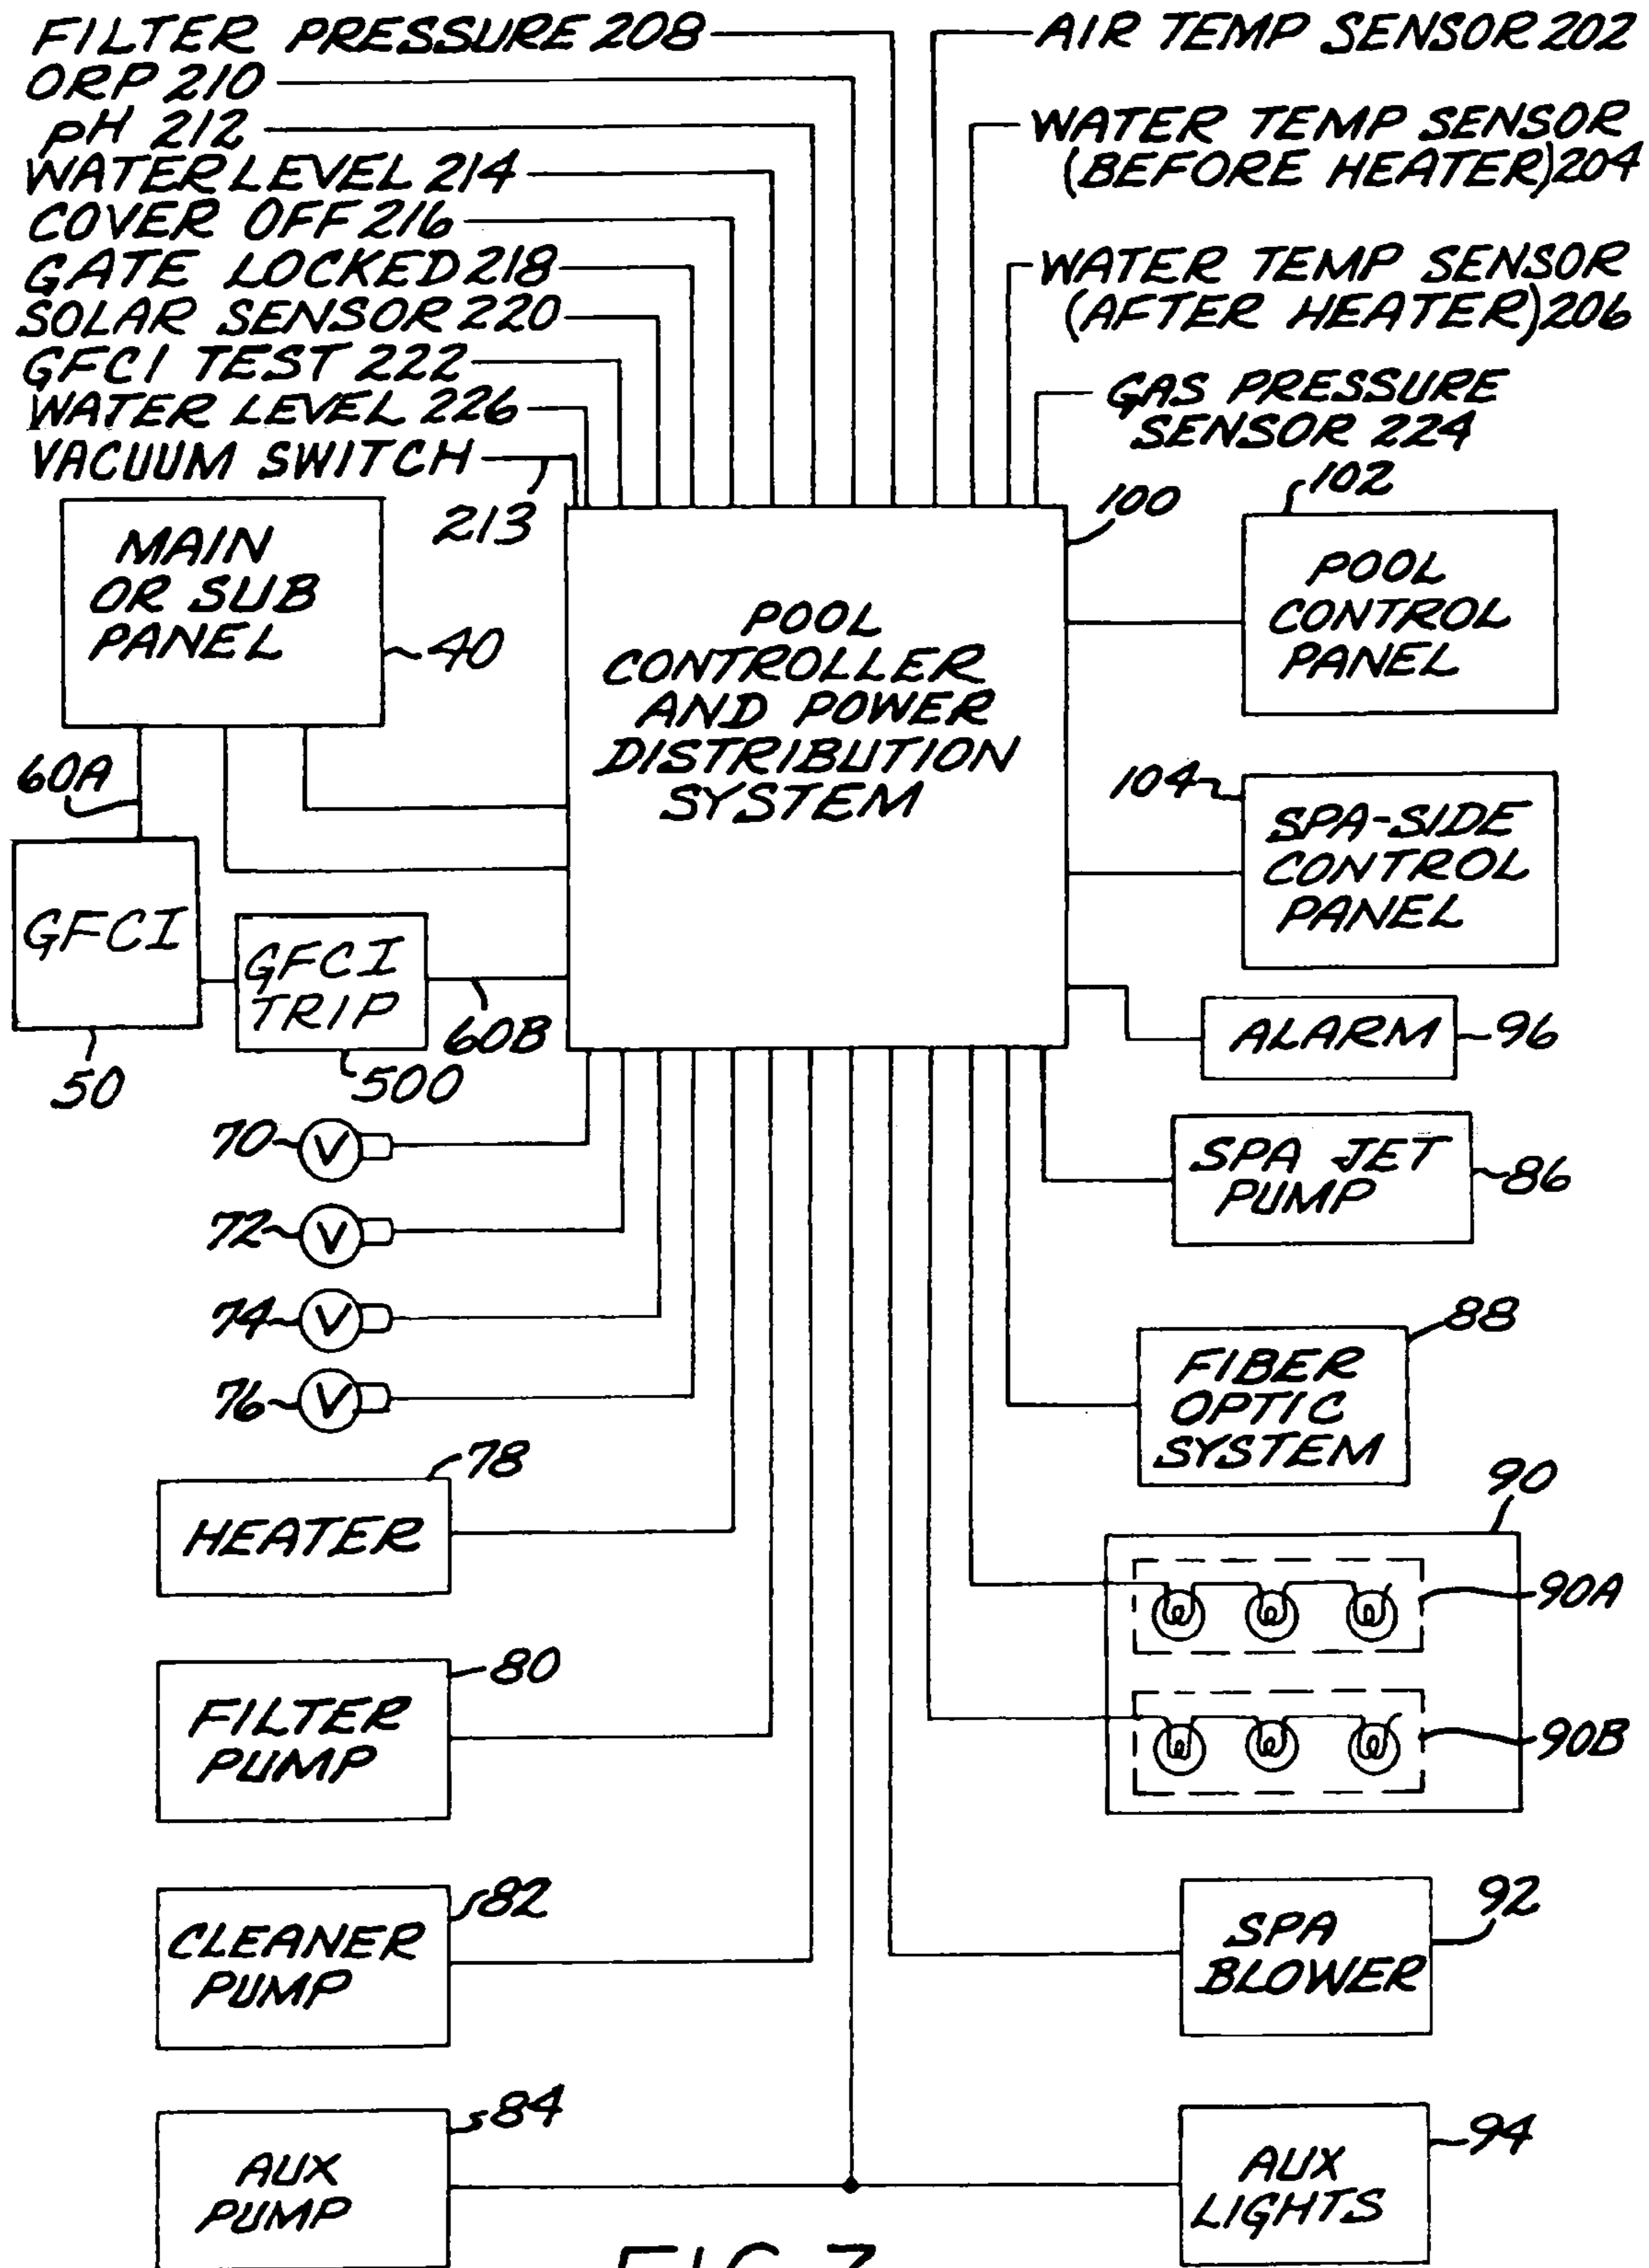 FILTER PRESSURE 208
ORP 210
pH 212
WATER LEVEL 214
COVER OFF 216
GATE LOCKED 218
SOLAR SENSOR 220
GFCI TEST 222
WATER LEVEL 226
VACUUM SWITCH
213
AIR TEMP SENSOR 202
WATER TEMP SENSOR
(BEFORE HEATER) 204
WATER TEMP SENSOR
(AFTER HEATER) 206
GAS PRESSURE
SENSOR 224
MAIN
OR SUB
PANEL
40
60A
GFCI
50
GFCI
TRIP
500
60B
100
POOL
CONTROLLER
AND POWER
DISTRIBUTION
SYSTEM
102
POOL
CONTROL
PANEL
104
SPA-SIDE
CONTROL
PANEL
ALARM
96
70
V
72
V
74
V
76
V
SPA JET
PUMP
86
88
FIBER
OPTIC
SYSTEM
78
HEATER
90
90A
90B
80
FILTER
PUMP
82
CLEANER
PUMP
92
SPA
BLOWER
84
AUX
PUMP
94
AUX
LIGHTS